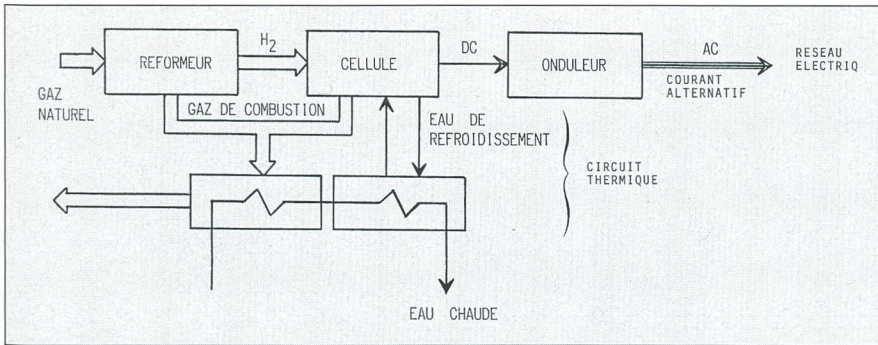 H2
DC
AC
REFORMEUR
CELLULE
ONDULEUR
RESEAU
ELECTRIQ
GAZ
NATUREL
GAZ DE COMBUSTION
COURANT
ALTERNATIF
EAU DE
REFROIDISSEMENT
CIRCUIT
THERMIQUE
EAU CHAUDE